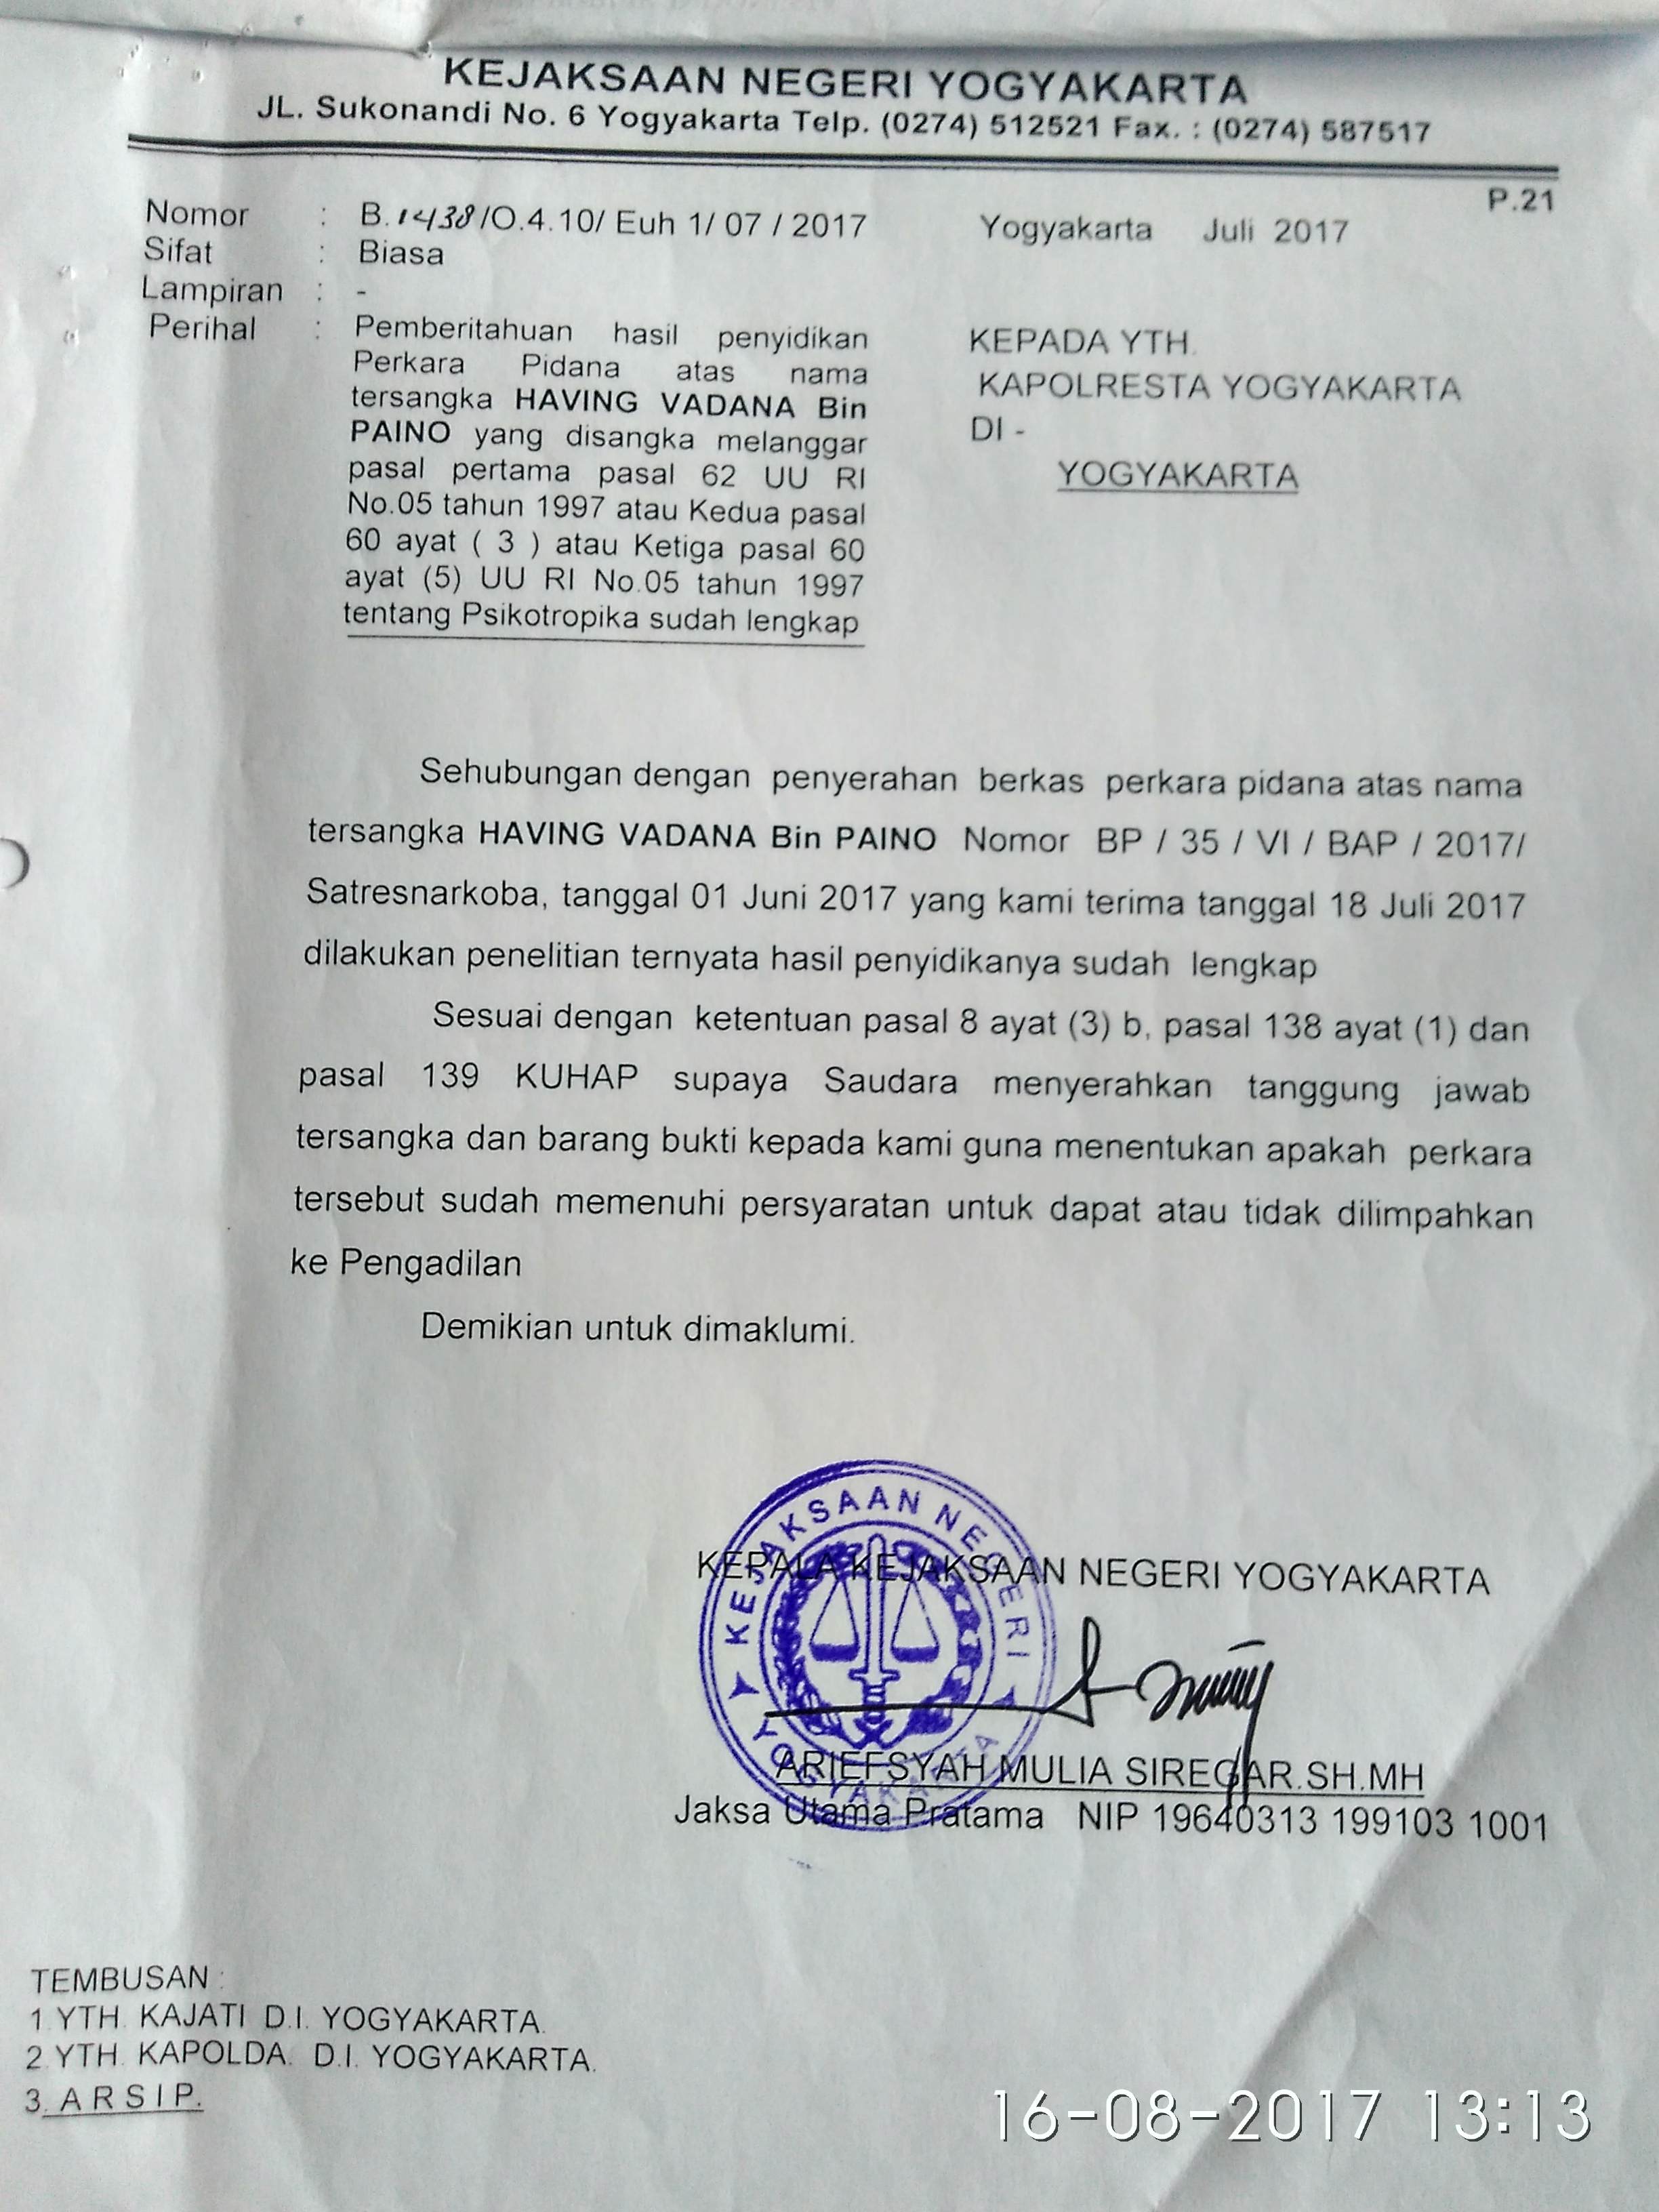 KEJAKSAAN NEGERI YOGYAKARTA
JL. Sukonandi No. 6 Yogyakarta Telp. (0274) 512521 Fax. : (0274) 587517
P.21
Nomor : B.1438/O.4.10/ Euh 1/ 07 / 2017
Yogyakarta Juli 2017
Sifat : Biasa
Lampiran : -
Perihal : Pemberitahuan hasil penyidikan
Perkara Pidana atas nama
tersangka HAVING VADANA Bin
PAINO yang disangka melanggar
pasal pertama pasal 62 UU RI
No.05 tahun 1997 atau Kedua pasal
60 ayat ( 3 ) atau Ketiga pasal 60
ayat (5) UU RI No.05 tahun 1997
tentang Psikotropika sudah lengkap
KEPADA YTH.
KAPOLRESTA YOGYAKARTA
DI -
YOGYAKARTA
Sehubungan dengan penyerahan berkas perkara pidana atas nama
tersangka HAVING VADANA Bin PAINO Nomor BP / 35 / VI / BAP / 2017/
Satresnarkoba, tanggal 01 Juni 2017 yang kami terima tanggal 18 Juli 2017
dilakukan penelitian ternyata hasil penyidikanya sudah lengkap
Sesuai dengan ketentuan pasal 8 ayat (3) b, pasal 138 ayat (1) dan
pasal 139 KUHAP supaya Saudara menyerahkan tanggung jawab
tersangka dan barang bukti kepada kami guna menentukan apakah perkara
tersebut sudah memenuhi persyaratan untuk dapat atau tidak dilimpahkan
ke Pengadilan
Demikian untuk dimaklumi.
KEPALA KEJAKSAAN NEGERI YOGYAKARTA
KEJAKSAAN NEGERI
YOGYAKARTA
ARIEFSYAH MULIA SIREGAR.SH.MH
Jaksa Utama Pratama NIP 19640313 199103 1001
TEMBUSAN :
1 YTH. KAJATI D.I. YOGYAKARTA.
2 YTH. KAPOLDA. D.I. YOGYAKARTA.
3. A R S I P.
16-08-2017 13:13